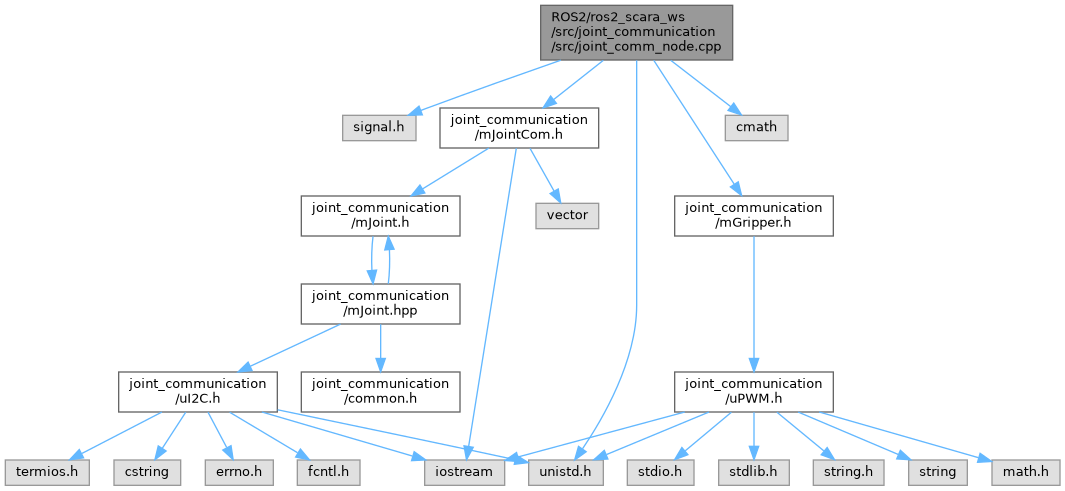 ROS2/ros2_scara_ws
/src/joint_communication
/src/joint_comm_node.cpp
signal.h
joint_communication
/mJointCom.h
cmath
joint_communication
/mJoint.h
vector
joint_communication
/mGripper.h
joint_communication
/mJoint.hpp
joint_communication
/uI2C.h
joint_communication
/common.h
joint_communication
/uPWM.h
termios.h
cstring
errno.h
fcntl.h
iostream
unistd.h
stdio.h
stdlib.h
string.h
string
math.h